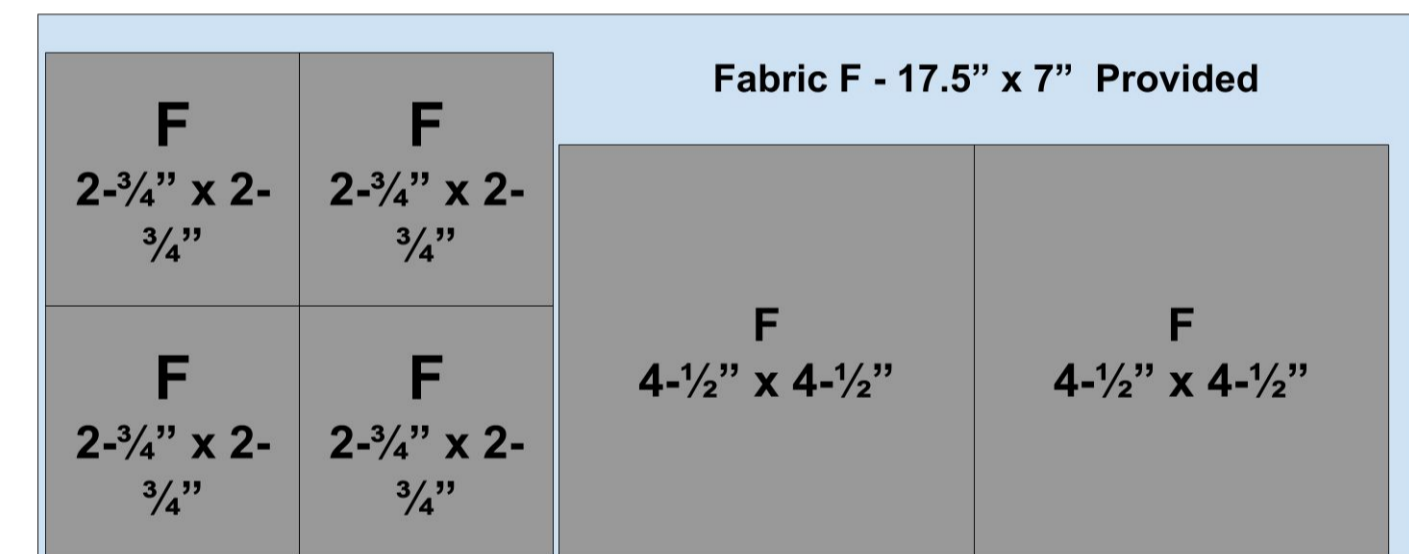 Fabric F - 17.5” x 7”  Provided
F
2-¾” x 2-
¾”
F
2-¾” x 2-
¾”
F
4-½” x 4-½”
F
4-½” x 4-½”
F
2-¾” x 2-
¾”
F
2-¾” x 2-
¾”